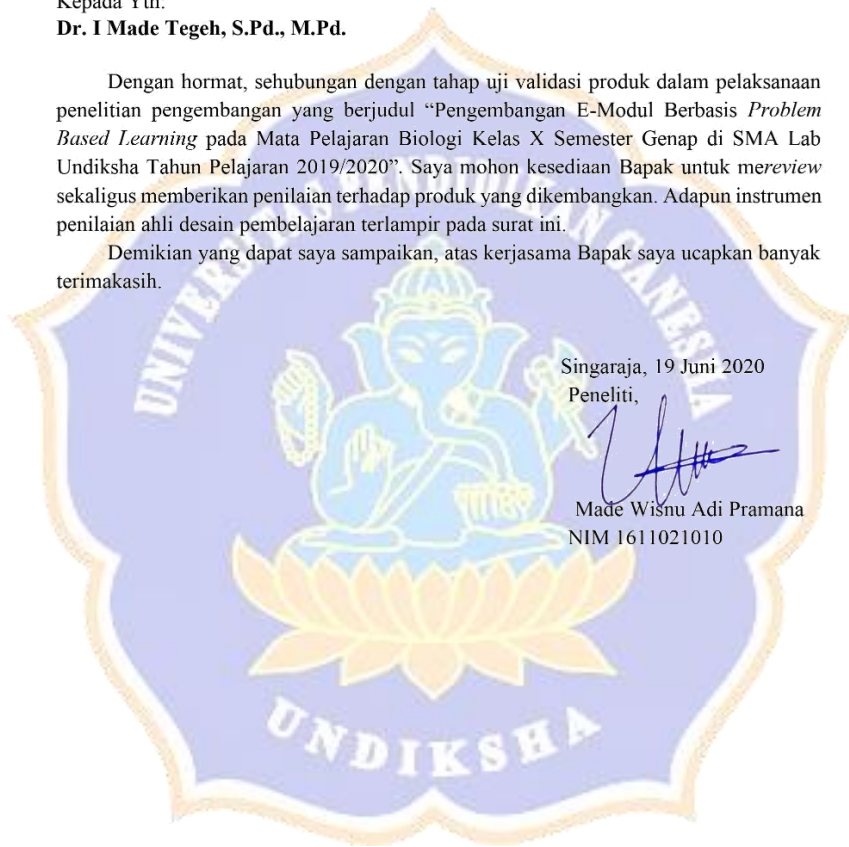 Kepada Yth:
Dr. I Made Tegeh, S.Pd., M.Pd.
Dengan hormat, sehubungan dengan tahap uji validasi produk dalam pelaksanaan
penelitian pengembangan yang berjudul “Pengembangan E-Modul Berbasis Problem
Based Learning pada Mata Pelajaran Biologi Kelas X Semester Genap di SMA Lab
Undiksha Tahun Pelajaran 2019/2020”. Saya mohon kesediaan Bapak untuk mereview
sekaligus memberikan penilaian terhadap produk yang dikembangkan. Adapun instrumen
penilaian ahli desain pembelajaran terlampir pada surat ini.
Demikian yang dapat saya sampaikan, atas kerjasama Bapak saya ucapkan banyak
terimakasih.
Singaraja, 19 Juni 2020
Peneliti,
Made Wisnu Adi Pramana
NIM 1611021010
UNIVERSITAS PENDIDIKAN GANESHA
UNDIKSHA